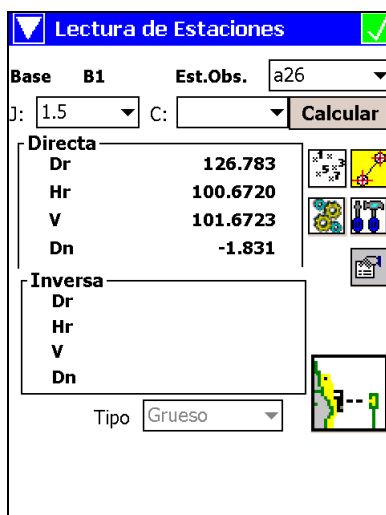 Lectura de Estaciones
Base B1 Est.Obs. a26
J: 1.5 C: Calcular
Directa
Dr 126.783
Hr 100.6720
V 101.6723
Dn -1.831
Inversa
Dr
Hr
V
Dn
Tipo Grueso